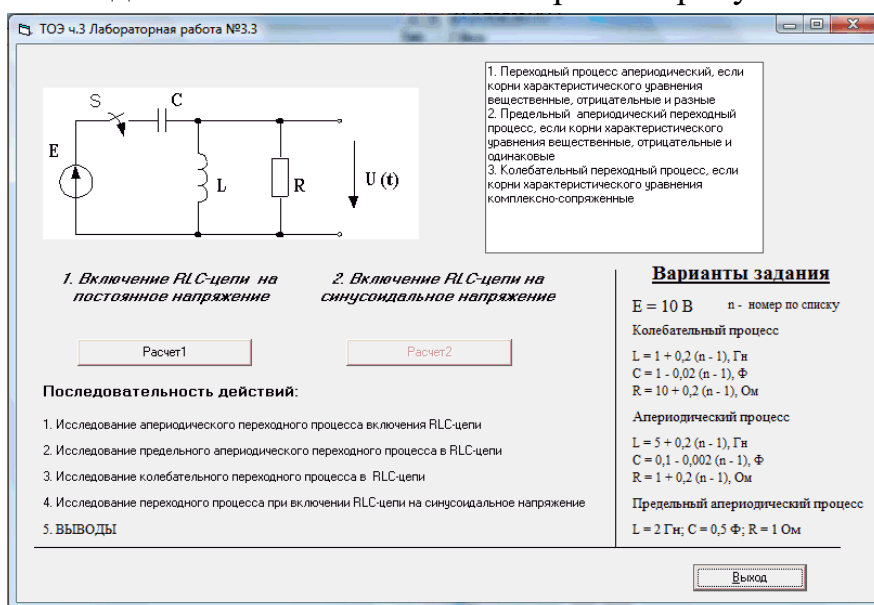 ТОЭ ч.3 Лабораторная работа №3.3
S
C
E
L
R
U (t)
1. Переходный процесс апериодический, если
корни характеристического уравнения
вещественные, отрицательные и разные
2. Предельный апериодический переходный
процесс, если корни характеристического
уравнения вещественные, отрицательные и
одинаковые
3. Колебательный переходный процесс, если
корни характеристического уравнения
комплексно-сопряженные
1. Включение RLC-цепи на
постоянное напряжение
2. Включение RLC-цепи на
синусоидальное напряжение
Расчет1
Расчет2
Последовательность действий:
1. Исследование апериодического переходного процесса включения RLC-цепи
2. Исследование предельного апериодического переходного процесса в RLC-цепи
3. Исследование колебательного переходного процесса в RLC-цепи
4. Исследование переходного процесса при включении RLC-цепи на синусоидальное напряжение
5. ВЫВОДЫ
Варианты задания
E = 10 В n - номер по списку
Колебательный процесс
L = 1 + 0,2 (n - 1), Гн
C = 1 - 0,02 (n - 1), Ф
R = 10 + 0,2 (n - 1), Ом
Апериодический процесс
L = 5 + 0,2 (n - 1), Гн
C = 0,1 - 0,002 (n - 1), Ф
R = 1 + 0,2 (n - 1), Ом
Предельный апериодический процесс
L = 2 Гн; C = 0,5 Ф; R = 1 Ом
Выход